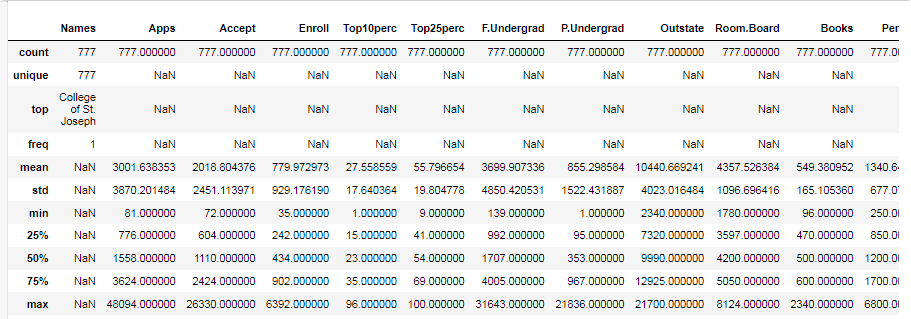 Names Apps Accept Enroll Top10perc Top25perc F.Undergrad P.Undergrad Outstate Room.Board Books Per
count 777 777.000000 777.000000 777.000000 777.000000 777.000000 777.000000 777.000000 777.000000 777.000000 777.000000 777.00
unique 777 NaN NaN NaN NaN NaN NaN NaN NaN NaN NaN
top College of St. Joseph NaN NaN NaN NaN NaN NaN NaN NaN NaN NaN
freq 1 NaN NaN NaN NaN NaN NaN NaN NaN NaN NaN
mean NaN 3001.638353 2018.804376 779.972973 27.558559 55.796654 3699.907336 855.298584 10440.669241 4357.526384 549.380952 1340.64
std NaN 3870.201484 2451.113971 929.176190 17.640364 19.804778 4850.420531 1522.431887 4023.016484 1096.696416 165.105360 677.07
min NaN 81.000000 72.000000 35.000000 1.000000 9.000000 139.000000 1.000000 2340.000000 1780.000000 96.000000 250.00
25% NaN 776.000000 604.000000 242.000000 15.000000 41.000000 992.000000 95.000000 7320.000000 3597.000000 470.000000 850.00
50% NaN 1558.000000 1110.000000 434.000000 23.000000 54.000000 1707.000000 353.000000 9990.000000 4200.000000 500.000000 1200.00
75% NaN 3624.000000 2424.000000 902.000000 35.000000 69.000000 4005.000000 967.000000 12925.000000 5050.000000 600.000000 1700.00
max NaN 48094.000000 26330.000000 6392.000000 96.000000 100.000000 31643.000000 21836.000000 21700.000000 8124.000000 2340.000000 6800.00